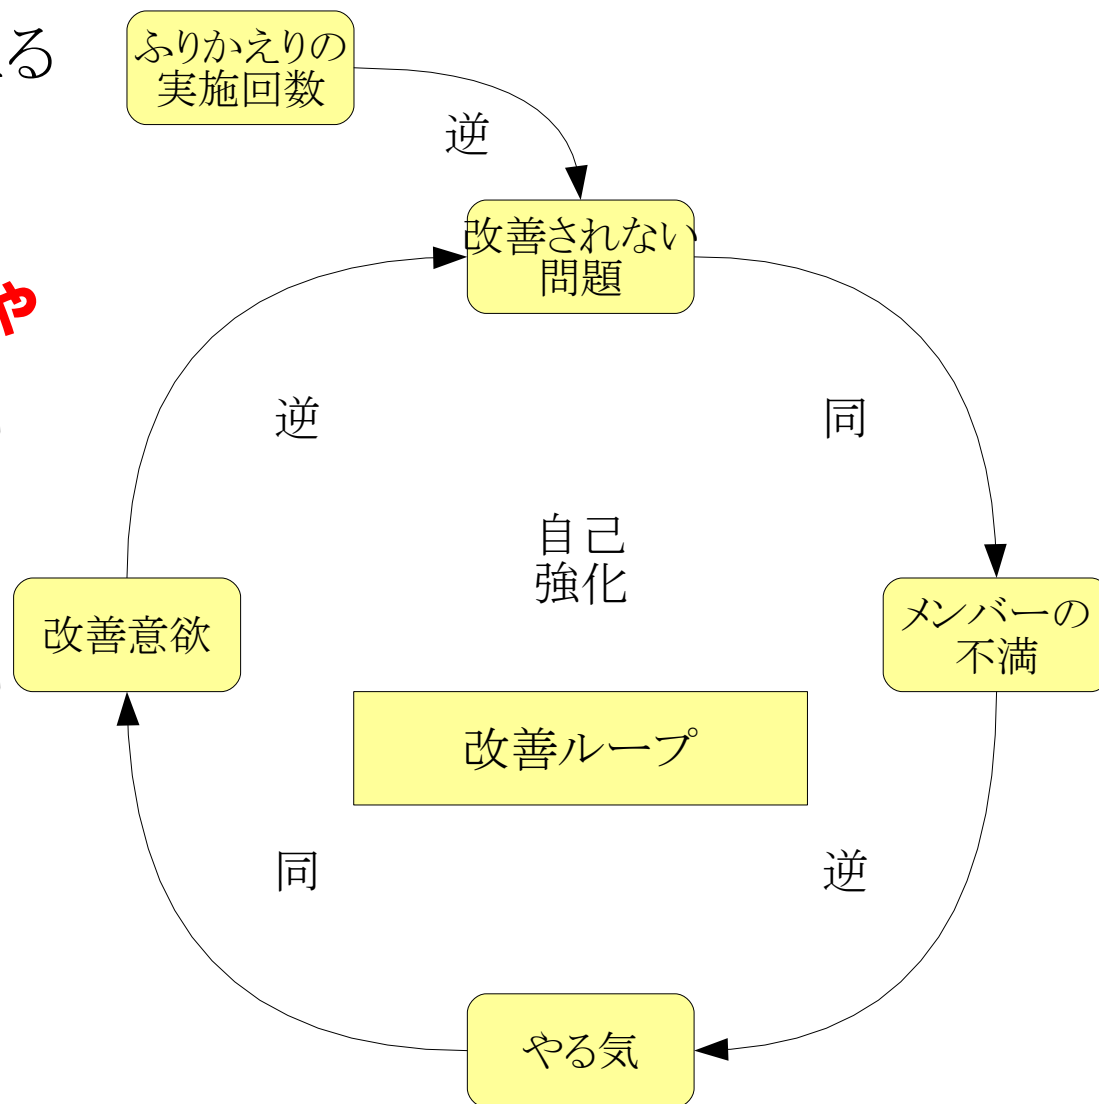 る
ふりかえりの
実施回数
逆
改善されない
問題
や
逆
同
自己
強化
改善意欲
メンバーの
不満
改善ループ
同
逆
やる気